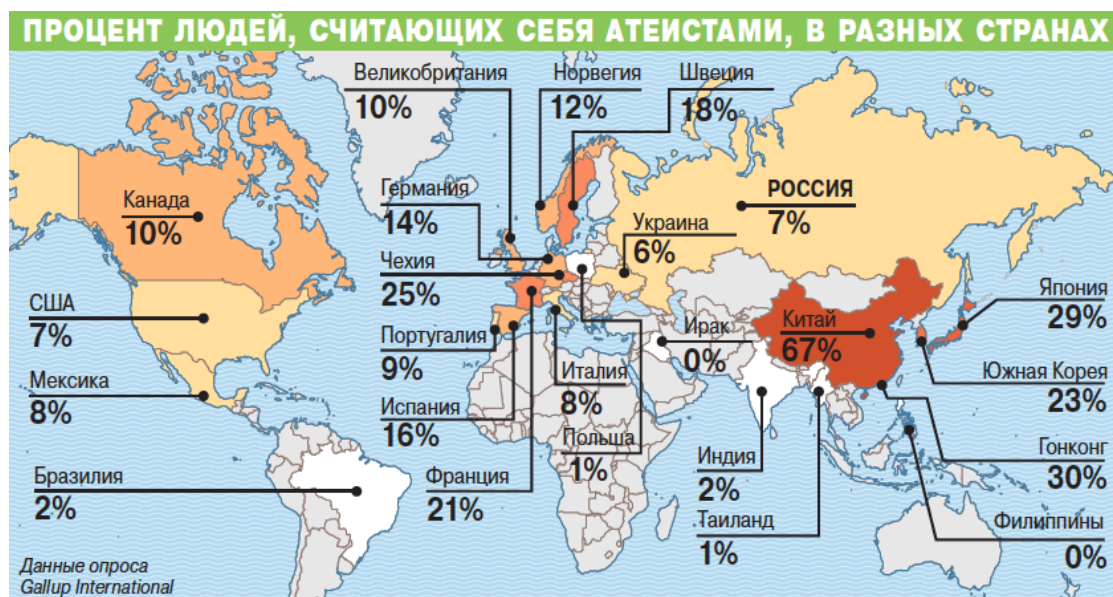 ПРОЦЕНТ ЛЮДЕЙ, СЧИТАЮЩИХ СЕБЯ АТЕИСТАМИ, В РАЗНЫХ СТРАНАХ
Великобритания
10%
Норвегия
12%
Швеция
18%
Канада
10%
Германия
14%
РОССИЯ
7%
Украина
6%
Чехия
25%
США
7%
Португалия
9%
Ирак
0%
Китай
67%
Япония
29%
Мексика
8%
Италия
8%
Южная Корея
23%
Испания
16%
Польша
1%
Гонконг
30%
Бразилия
2%
Франция
21%
Индия
2%
Таиланд
1%
Филиппины
0%
Данные опроса
Gallup International